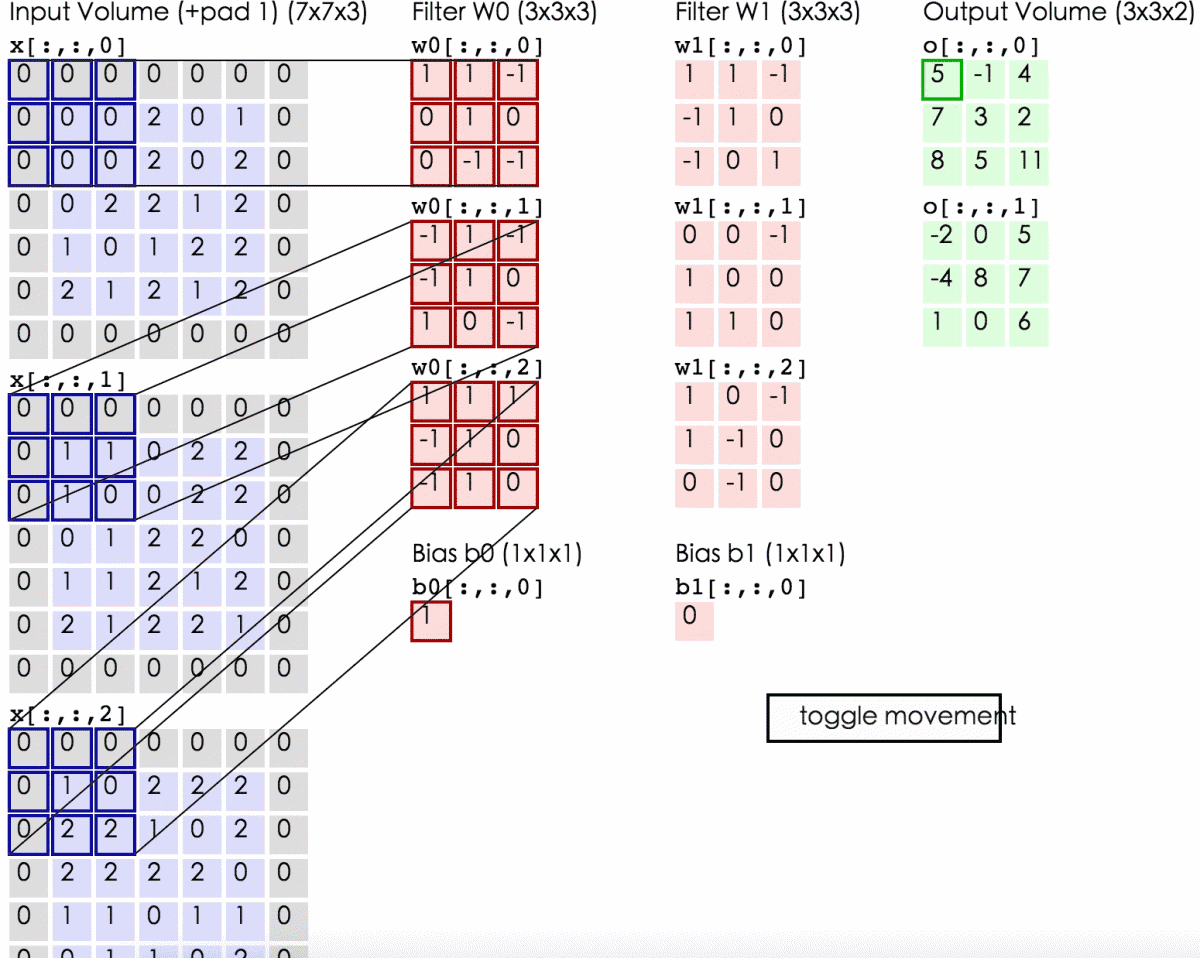 Input Volume (+pad 1) (7x7x3)
x[:,:,0]
0 0 0 0 0 0 0
0 0 0 2 0 1 0
0 0 0 2 0 2 0
0 0 2 2 1 2 0
0 1 0 1 2 2 0
0 2 1 2 1 2 0
0 0 0 0 0 0 0
x[:,:,1]
0 0 0 0 0 0 0
0 1 1 0 2 2 0
0 1 0 0 2 2 0
0 0 1 2 2 0 0
0 1 1 2 1 2 0
0 2 1 2 2 1 0
0 0 0 0 0 0 0
x[:,:,2]
0 0 0 0 0 0 0
0 1 0 2 2 2 0
0 2 2 1 0 2 0
0 2 2 2 2 0 0
0 1 1 0 1 1 0
0 0 1 1 0 2 0
Filter W0 (3x3x3)
w0[:,:,0]
1 1 -1
0 1 0
0 -1 -1
w0[:,:,1]
-1 1 -1
-1 1 0
1 0 -1
w0[:,:,2]
1 1 1
-1 1 0
-1 1 0
Bias b0 (1x1x1)
b0[:,:,0]
1
Filter W1 (3x3x3)
w1[:,:,0]
1 1 -1
-1 1 0
-1 0 1
w1[:,:,1]
0 0 -1
1 0 0
1 1 0
w1[:,:,2]
1 0 -1
1 -1 0
0 -1 0
Bias b1 (1x1x1)
b1[:,:,0]
0
Output Volume (3x3x2)
o[:,:,0]
5 -1 4
7 3 2
8 5 11
o[:,:,1]
-2 0 5
-4 8 7
1 0 6
toggle movement